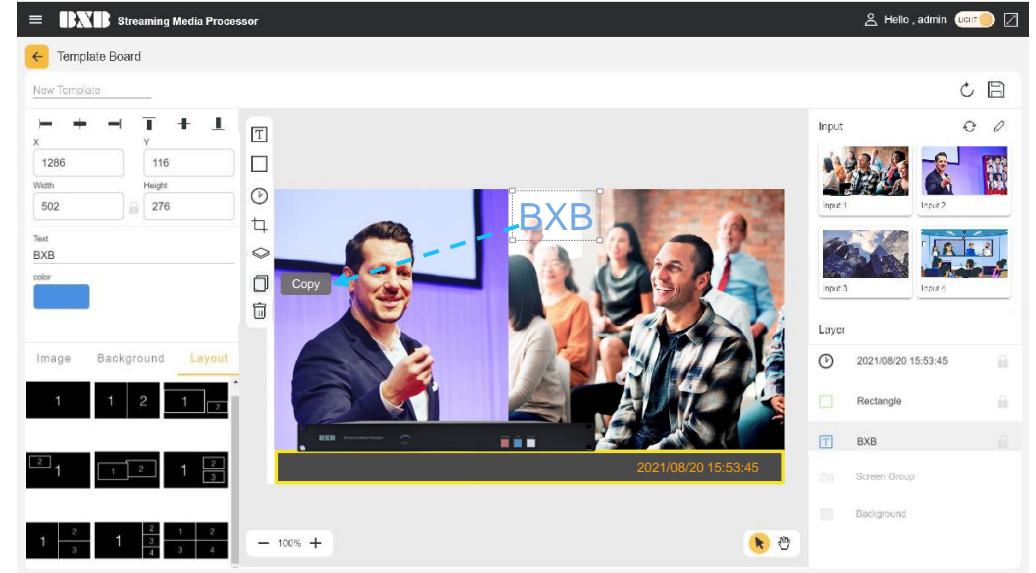 BXB Streaming Media Processor
Hello , admin
LIGHT
Template Board
New Template
X
Y
1286
116
Width
Height
502
276
Text
BXB
color
Image Background Layout
1
1 2
1 2
2 1
1 2
1 2 3
1 2 3
1 2 3 4
1 2 3 4
T
Copy
BXB
BXB Streaming Media Processor
2021/08/20 15:53:45
100%
Input
Input 1
Input 2
Input 3
Input 4
Layer
2021/08/20 15:53:45
Rectangle
T BXB
Screen Group
Background